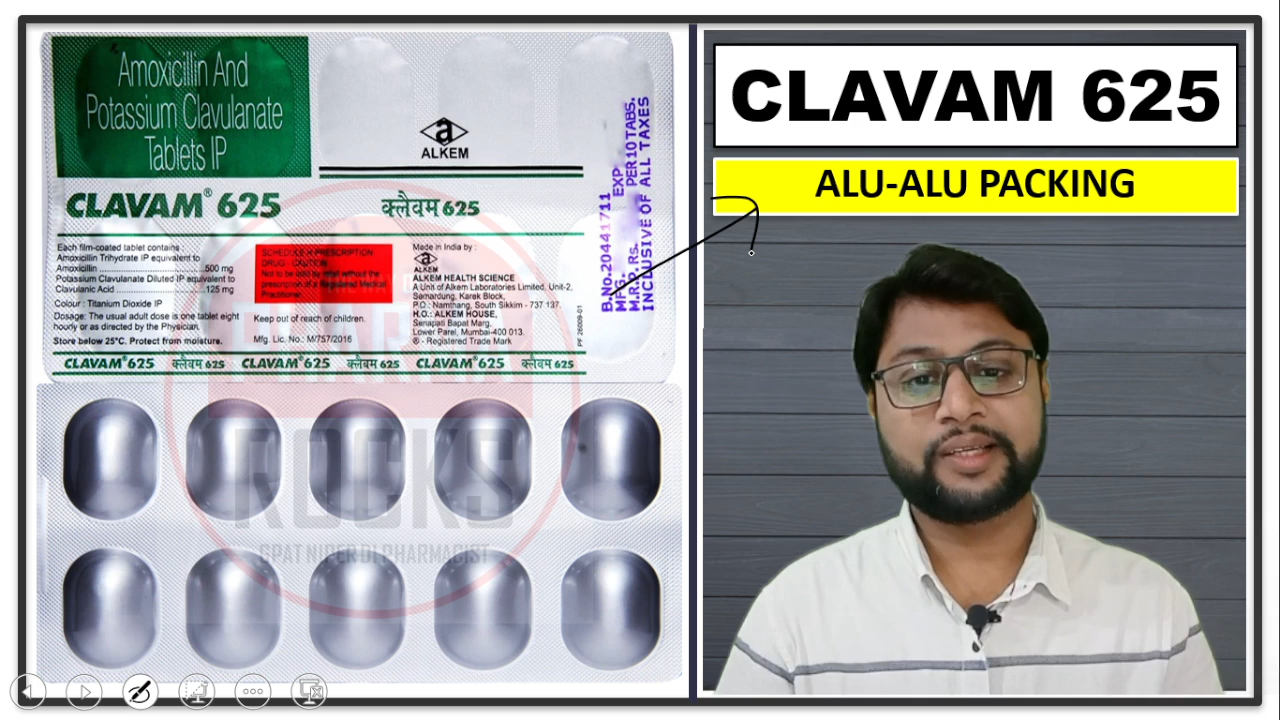 Amoxicillin And
Potassium Clavulanate
Tablets IP
a
ALKEM
CLAVAM® 625
क्लैवम 625
Each film-coated tablet contains :
Amoxicillin Trihydrate IP equivalent to
Amoxicillin ..........................500 mg
Potassium Clavulanate Diluted IP equivalent to
Clavulanic Acid ......................125 mg
Colour : Titanium Dioxide IP
Dosage: The usual adult dose is one tablet eight
hourly or as directed by the Physician.
Store below 25°C. Protect from moisture.
SCHEDULE H PRESCRIPTION
DRUG - CAUTION
Not to be sold by retail without the
prescription of a Registered Medical
Practitioner.
Keep out of reach of children.
Mfg. Lic. No.: M/757/2016
Made in India by :
a
ALKEM
ALKEM HEALTH SCIENCE
A Unit of Alkem Laboratories Limited, Unit-2,
Samardung, Karek Block,
P.O.: Namthang, South Sikkim - 737 137.
H.O.: ALKEM HOUSE,
Senapati Bapat Marg,
Lower Parel, Mumbai-400 013.
® - Registered Trade Mark
PF 26009-01
B.No.20441711
MFG. EXP
M.R.P. Rs. PER 10 TABS.
INCLUSIVE OF ALL TAXES
CLAVAM® 625 क्लैवम 625 CLAVAM® 625 क्लैवम 625 CLAVAM® 625 क्लैवम 625
ROCKS
GPAT NIPER DI PHARMACIST
CLAVAM 625
ALU-ALU PACKING